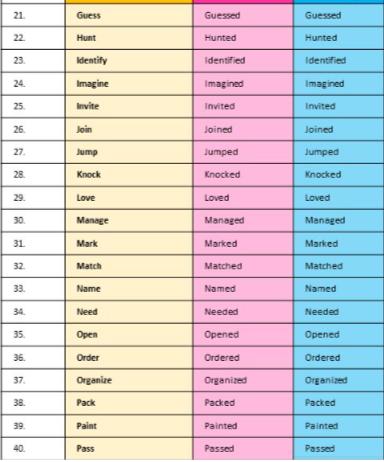 21. Guess Guessed Guessed
22. Hunt Hunted Hunted
23. Identify Identified Identified
24. Imagine Imagined Imagined
25. Invite Invited Invited
26. Join Joined Joined
27. Jump Jumped Jumped
28. Knock Knocked Knocked
29. Love Loved Loved
30. Manage Managed Managed
31. Mark Marked Marked
32. Match Matched Matched
33. Name Named Named
34. Need Needed Needed
35. Open Opened Opened
36. Order Ordered Ordered
37. Organize Organized Organized
38. Pack Packed Packed
39. Paint Painted Painted
40. Pass Passed Passed